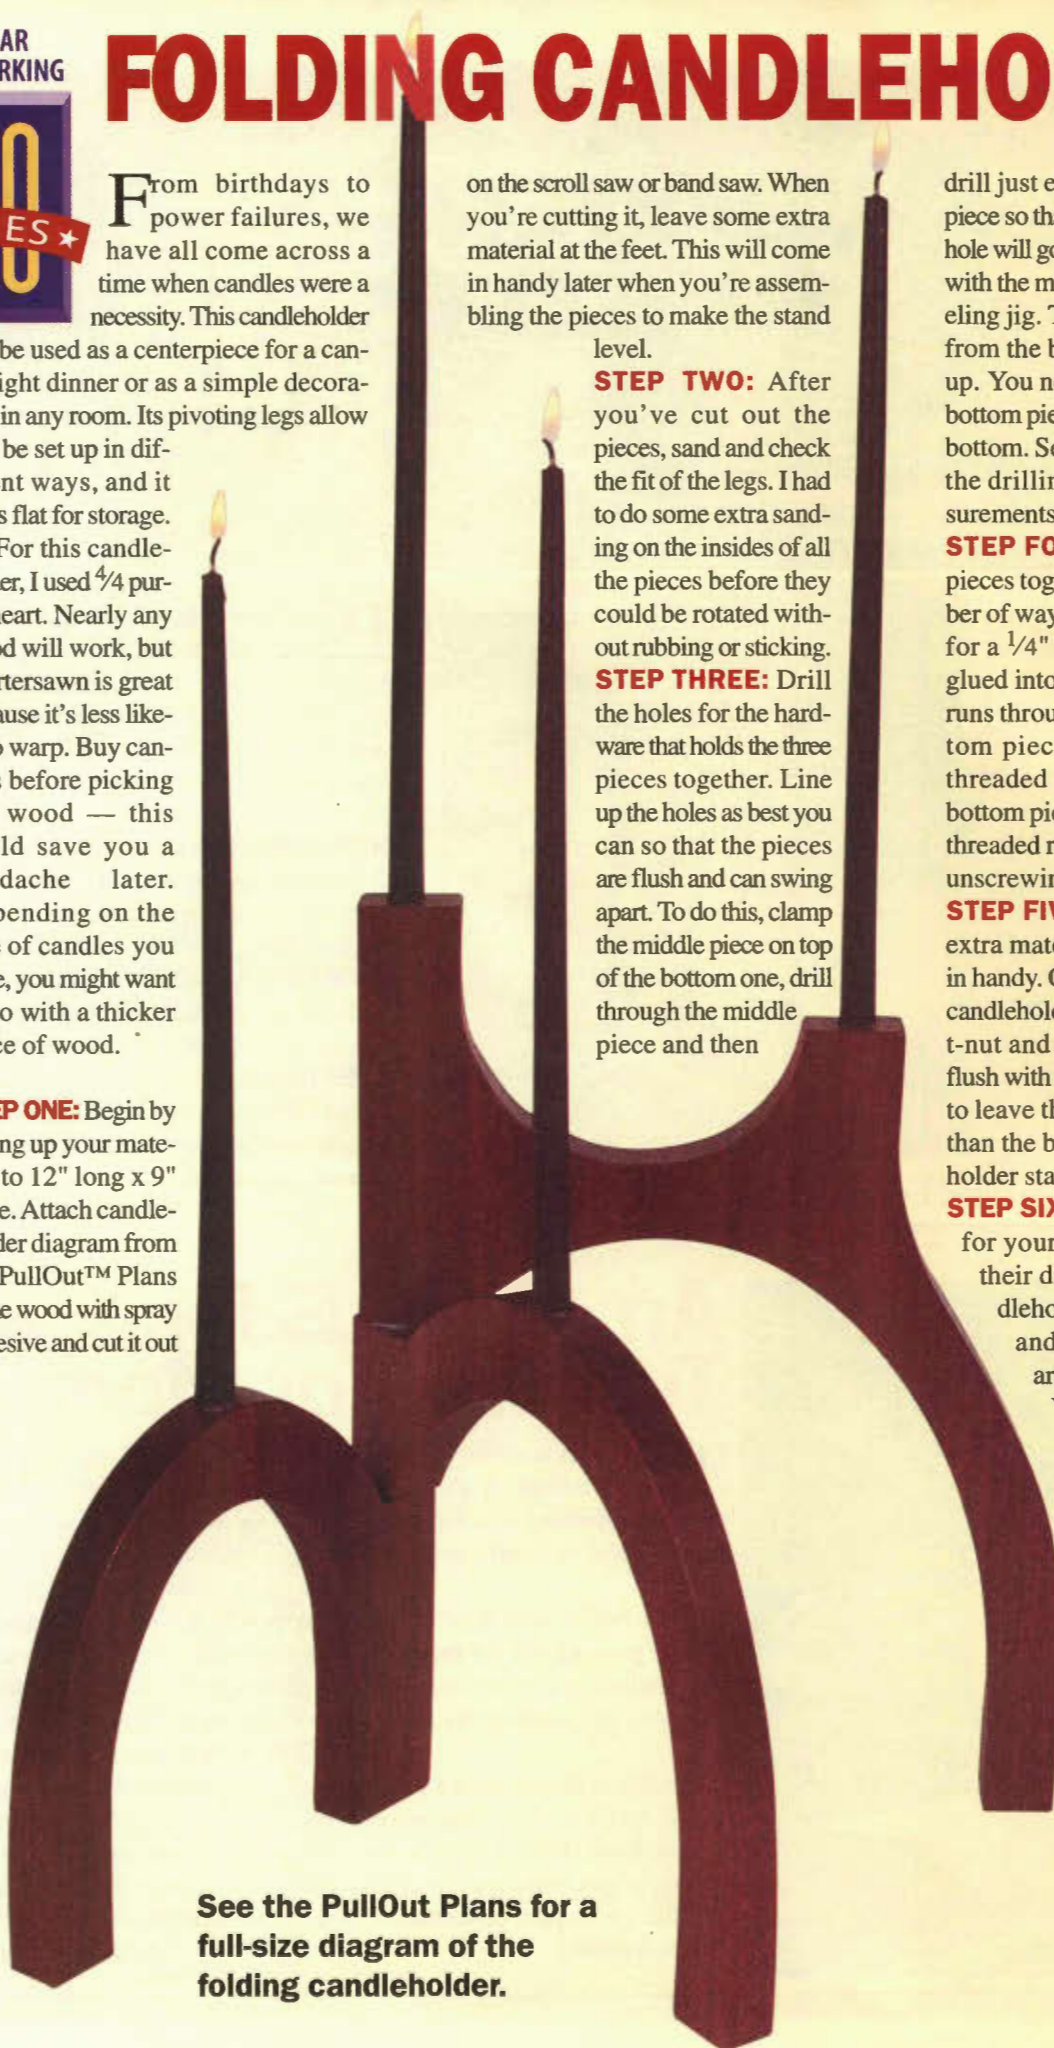 AR
RKING
FOLDING CANDLEHO
ES ★
From birthdays to
power failures, we
have all come across a
time when candles were a
necessity. This candleholder
be used as a centerpiece for a can-
ight dinner or as a simple decora-
in any room. Its pivoting legs allow
be set up in dif-
nt ways, and it
s flat for storage.
For this candle-
er, I used 4/4 pur-
eart. Nearly any
d will work, but
rtersawn is great
ause it's less like-
o warp. Buy can-
s before picking
wood — this
ld save you a
dache later.
pending on the
of candles you
e, you might want
o with a thicker
ce of wood.
EP ONE: Begin by
ng up your mate-
to 12" long x 9"
e. Attach candle-
der diagram from
PullOut™ Plans
e wood with spray
esive and cut it out
on the scroll saw or band saw. When
you're cutting it, leave some extra
material at the feet. This will come
in handy later when you're assem-
bling the pieces to make the stand
level.
STEP TWO: After
you've cut out the
pieces, sand and check
the fit of the legs. I had
to do some extra sand-
ing on the insides of all
the pieces before they
could be rotated with-
out rubbing or sticking.
STEP THREE: Drill
the holes for the hard-
ware that holds the three
pieces together. Line
up the holes as best you
can so that the pieces
are flush and can swing
apart. To do this, clamp
the middle piece on top
of the bottom one, drill
through the middle
piece and then
drill just e
piece so th
hole will go
with the m
eling jig. T
from the b
up. You n
bottom pie
bottom. Se
the drillin
surements
STEP FO
pieces tog
ber of way
for a 1/4"
glued into
runs throu
tom piec
threaded
bottom pie
threaded r
unscrewin
STEP FIV
extra mate
in handy. C
candlehol
t-nut and
flush with
to leave th
than the b
holder sta
STEP SIX
for your
their d
dleho
and
ar
See the PullOut Plans for a
full-size diagram of the
folding candleholder.